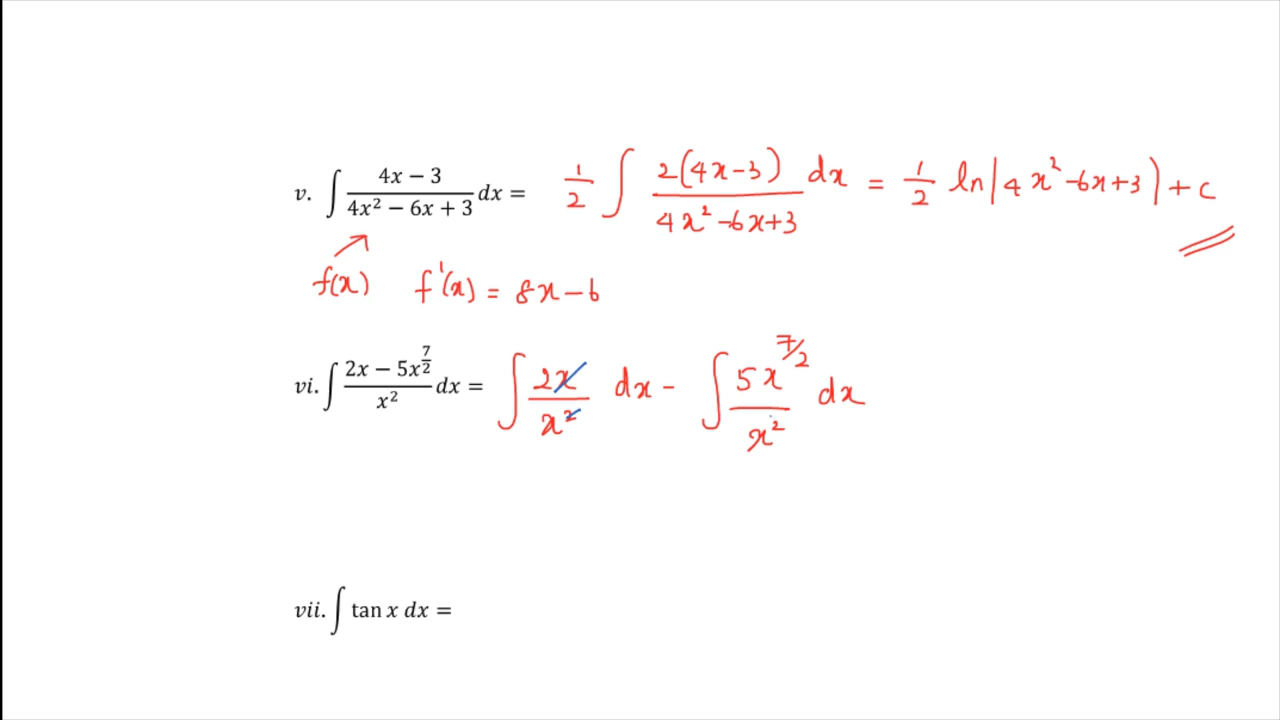 v. ∫ (4x − 3)/(4x² − 6x + 3) dx = 1/2 ∫ 2(4x−3)/(4x²−6x+3) dx = 1/2 ln|4x²−6x+3| + c
f(x) f'(x) = 8x−6
vi. ∫ (2x − 5x^(7/2))/x² dx = ∫ 2x/x² dx − ∫ 5x^(7/2)/x² dx
vii. ∫ tan x dx =